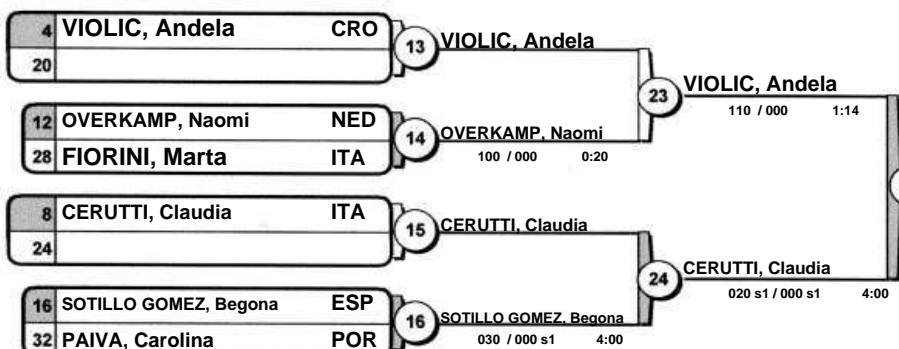 4 VIOLIC, Andela CRO
20
13 VIOLIC, Andela
12 OVERKAMP, Naomi NED
28 FIORINI, Marta ITA
14 OVERKAMP, Naomi
100 / 000 0:20
23 VIOLIC, Andela
110 / 000 1:14
8 CERUTTI, Claudia ITA
24
15 CERUTTI, Claudia
16 SOTILLO GOMEZ, Begona ESP
32 PAIVA, Carolina POR
16 SOTILLO GOMEZ, Begona
030 / 000 s1 4:00
24 CERUTTI, Claudia
020 s1 / 000 s1 4:00